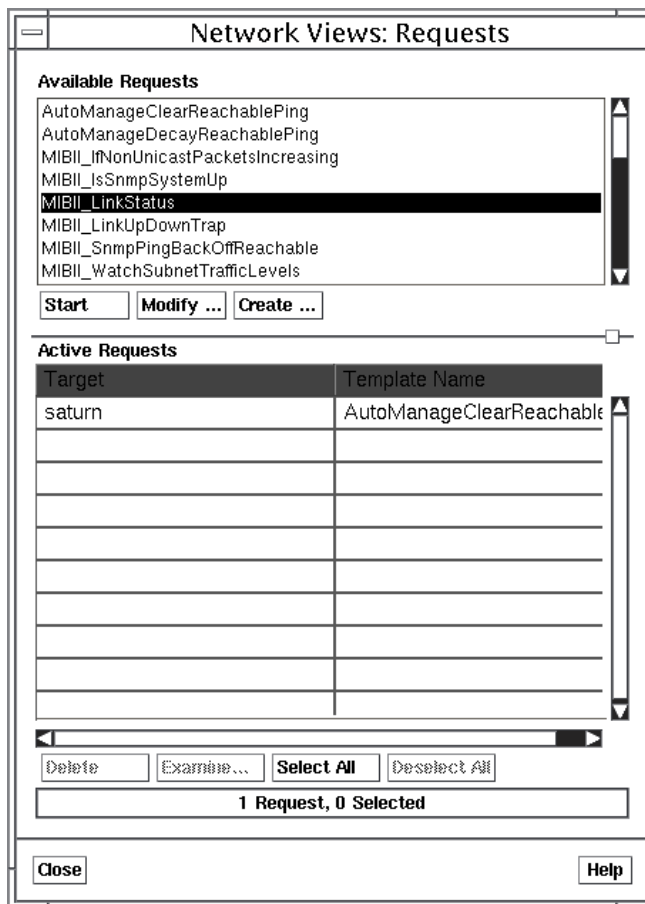 Network Views: Requests
Available Requests
AutoManageClearReachablePing
AutoManageDecayReachablePing
MIBII_IfNonUnicastPacketsIncreasing
MIBII_IsSnmpSystemUp
MIBII_LinkStatus
MIBII_LinkUpDownTrap
MIBII_SnmpPingBackOffReachable
MIBII_WatchSubnetTrafficLevels
Start Modify ... Create ...
Active Requests
Target Template Name
saturn AutoManageClearReachable
Delete Examine... Select All Deselect All
1 Request, 0 Selected
Close Help